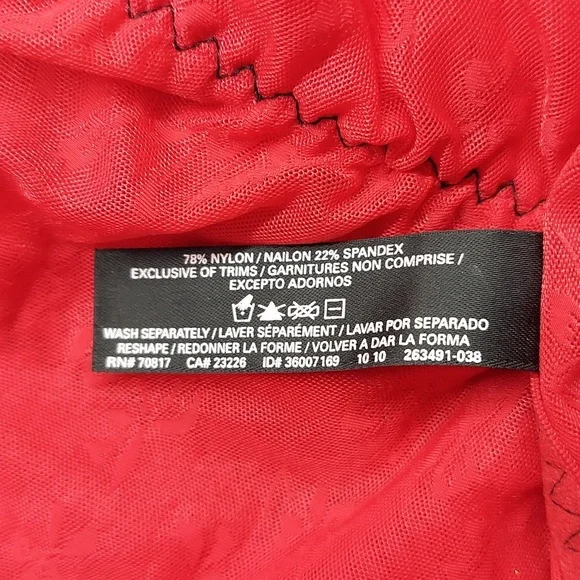 78% NYLON / NAILON 22% SPANDEX
EXCLUSIVE OF TRIMS / GARNITURES NON COMPRISE /
EXCEPTO ADORNOS
WASH SEPARATELY / LAVER SÉPARÉMENT / LAVAR POR SEPARADO
RESHAPE / REDONNER LA FORME / VOLVER A DAR LA FORMA
RN# 70817 CA# 23226 ID# 36007169 10 10 263491-038